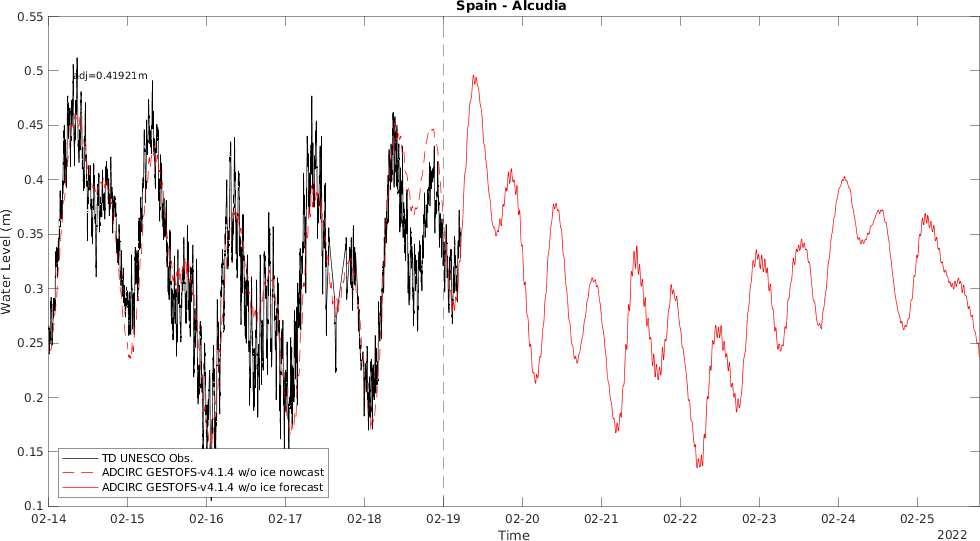 Spain - Alcudia
0.55
0.5
0.45
0.4
0.35
0.3
0.25
0.2
0.15
0.1
Water Level (m)
adj=0.41921m
TD UNESCO Obs.
ADCIRC GESTOFS-v4.1.4 w/o ice nowcast
ADCIRC GESTOFS-v4.1.4 w/o ice forecast
02-14 02-15 02-16 02-17 02-18 02-19 02-20 02-21 02-22 02-23 02-24 02-25
Time
2022